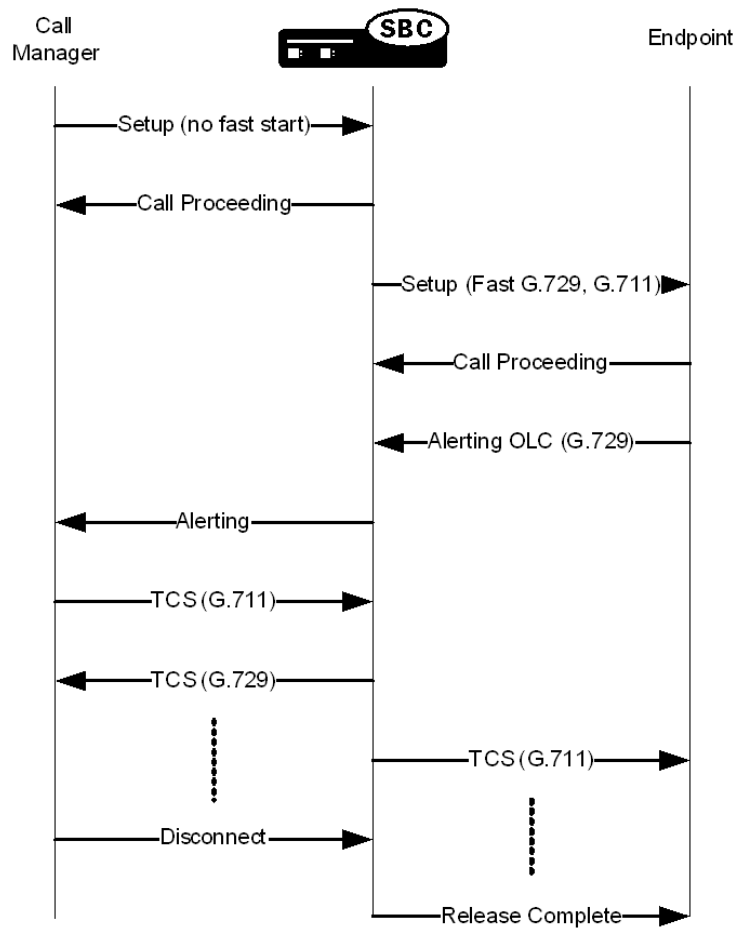 Call
Manager
SBC
Endpoint
Setup (no fast start)
Call Proceeding
Setup (Fast G.729, G.711)
Call Proceeding
Alerting OLC (G.729)
Alerting
TCS (G.711)
TCS (G.729)
TCS (G.711)
Disconnect
Release Complete